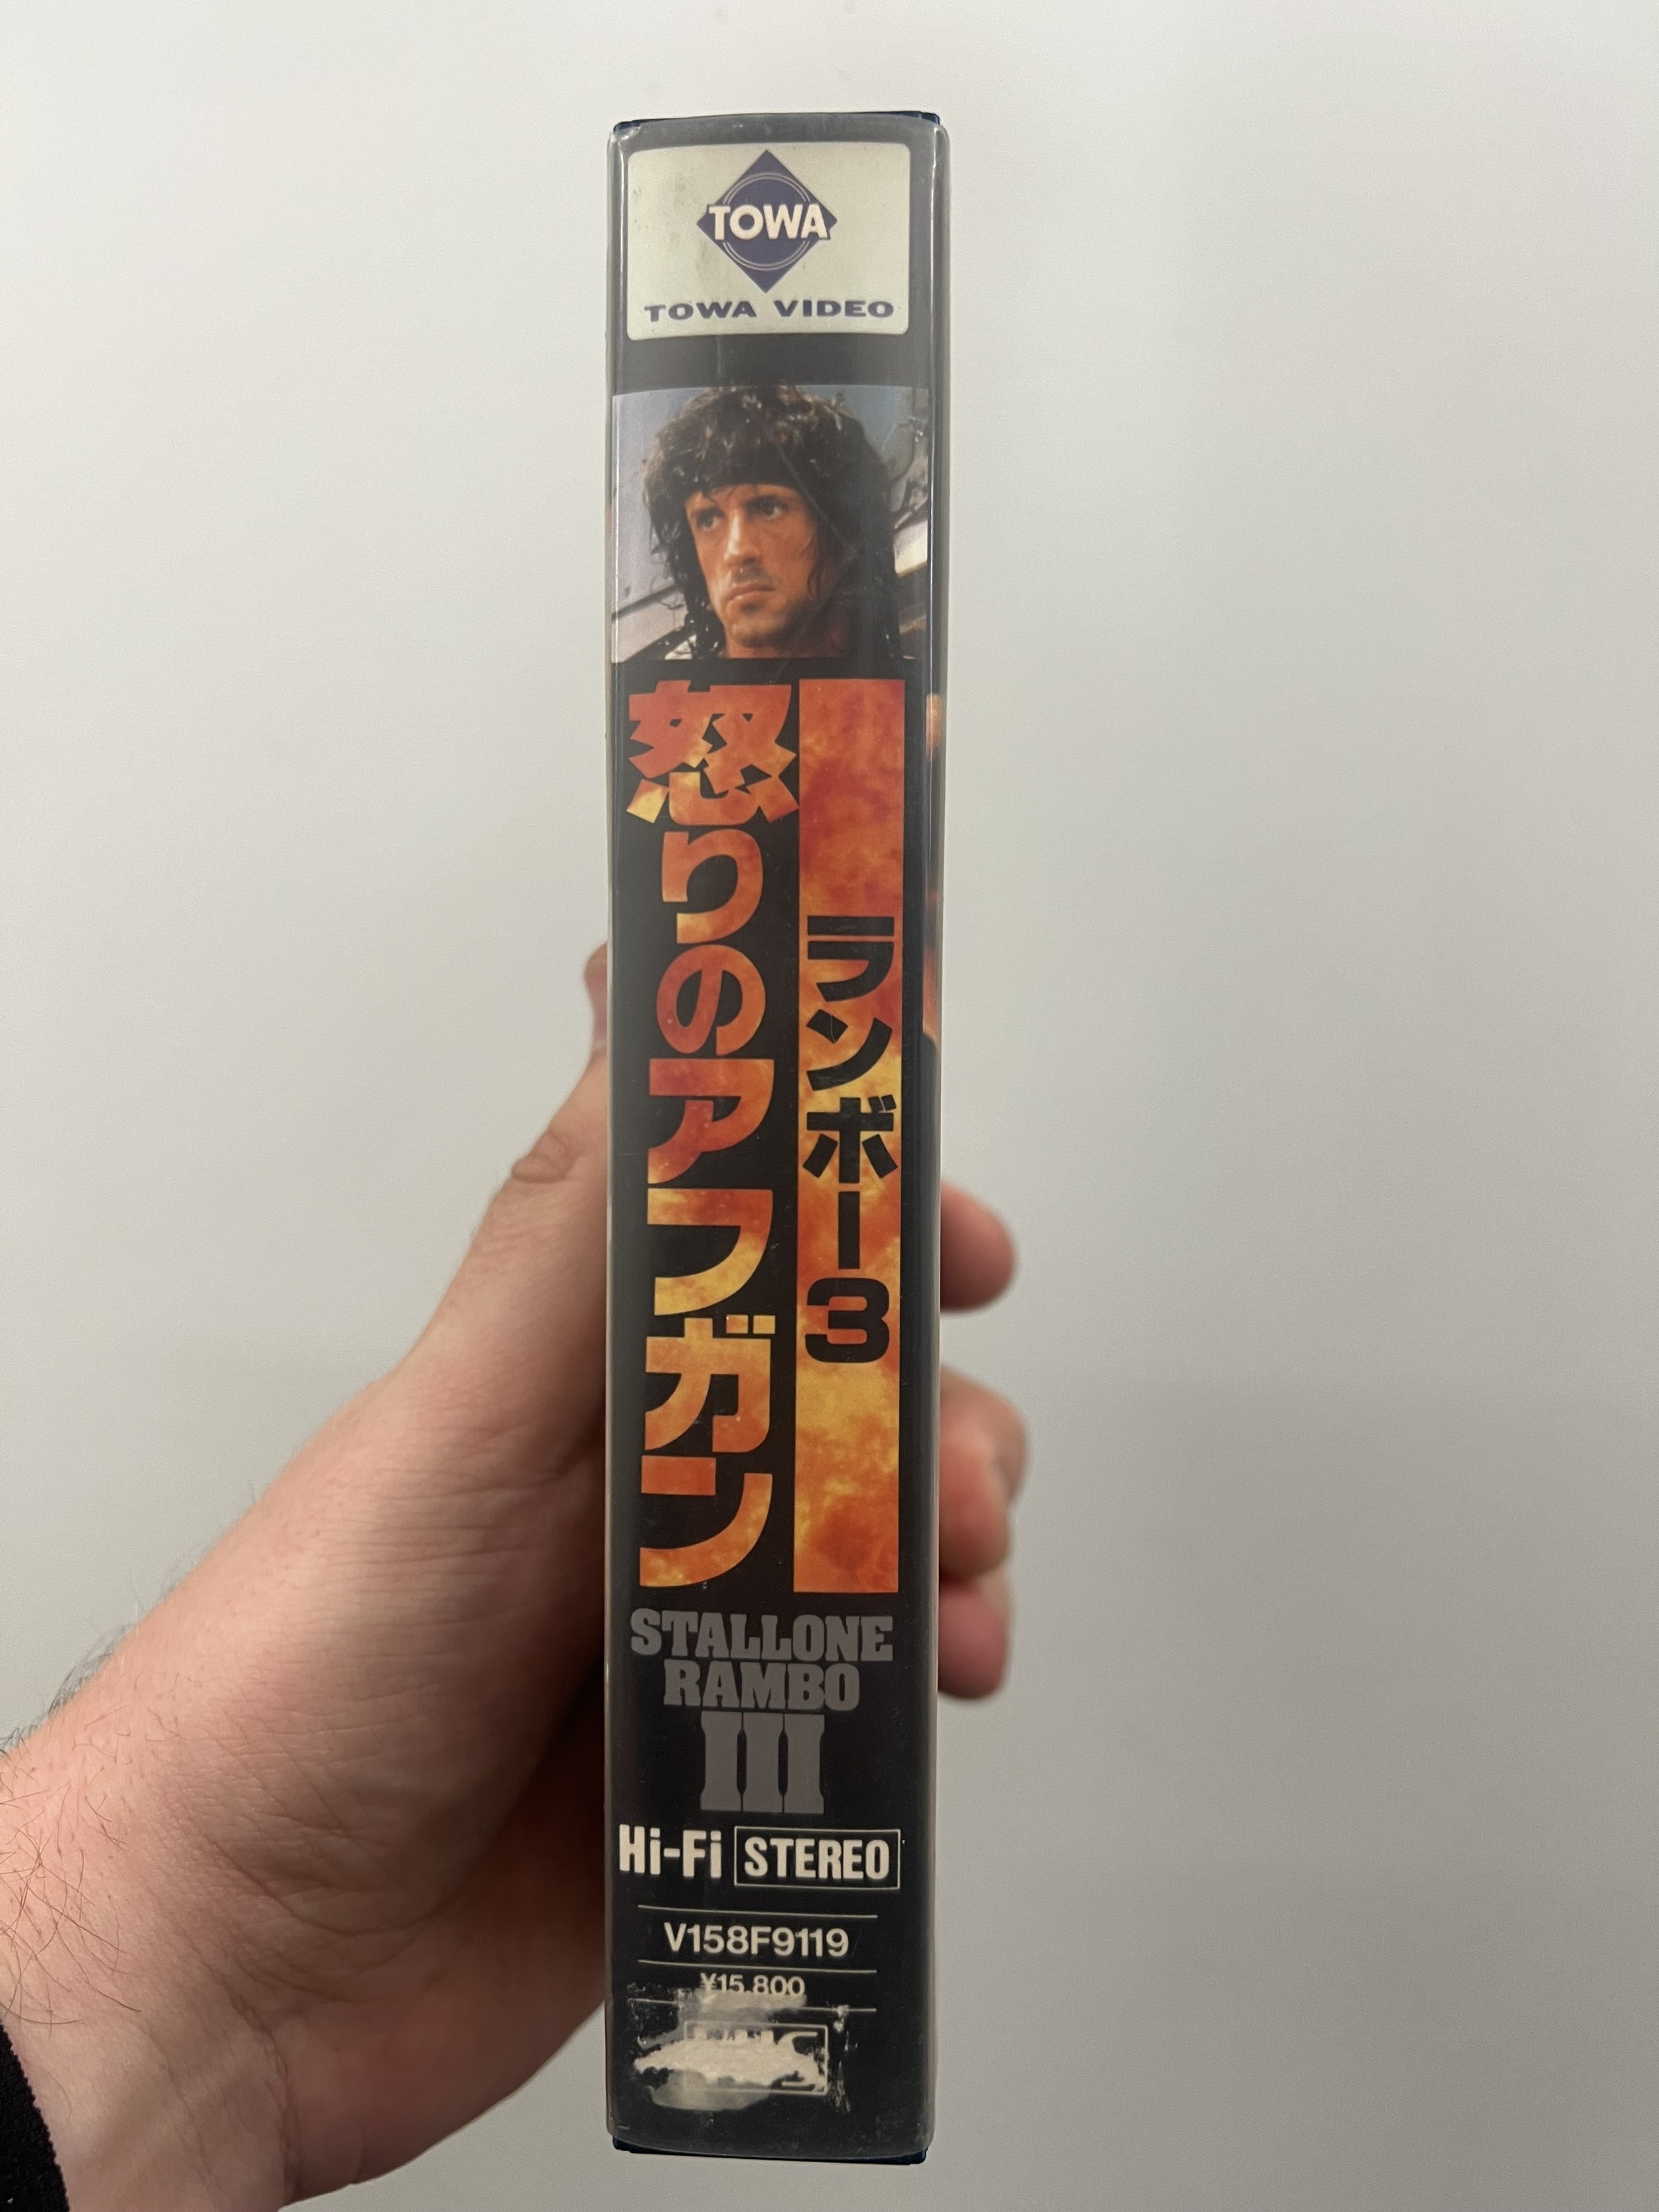 TOWA
TOWA VIDEO
ランボー3
怒りのアフガン
STALLONE
RAMBO
III
Hi-Fi STEREO
V158F9119
¥15,800